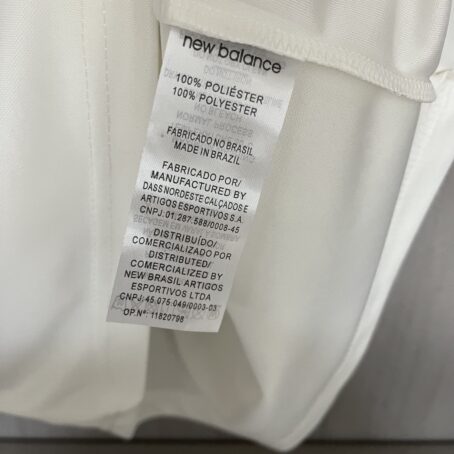 new balance
100% POLIÉSTER
100% POLYESTER
FABRICADO NO BRASIL
MADE IN BRAZIL
FABRICADO POR/
MANUFACTURED BY
DASS NORDESTE CALÇADOS E
ARTIGOS ESPORTIVOS S.A
CNPJ: 01.287.588/0008-45
DISTRIBUÍDO/
COMERCIALIZADO POR
DISTRIBUTED/
COMERCIALIZED BY
NEW BRASIL ARTIGOS
ESPORTIVOS LTDA
CNPJ: 45.075.049/0003-03
OP.Nº: 11820798